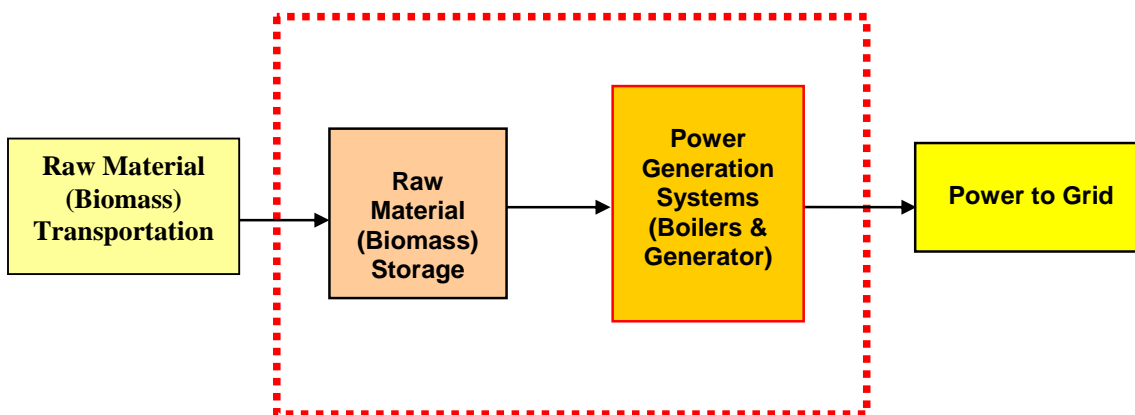 Raw Material
(Biomass)
Transportation
Raw
Material
(Biomass)
Storage
Power
Generation
Systems
(Boilers &
Generator)
Power to Grid